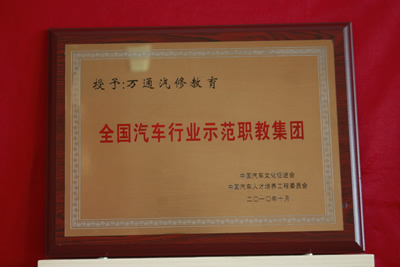 授予:万通汽修教育
全国汽车行业示范职教集团
中国汽车文化促进会
中国汽车人才培养工程委员会
二〇一〇年十月